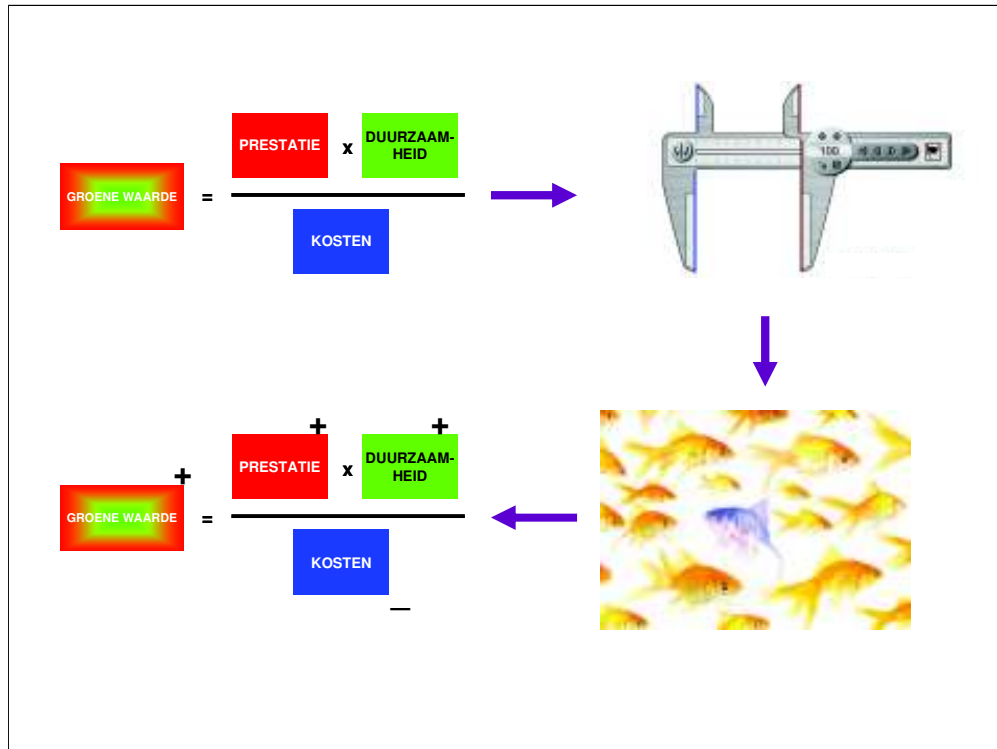 PRESTATIE x DUURZAAM-
HEID
GROENE WAARDE =
KOSTEN
100
+ +
PRESTATIE x DUURZAAM-
HEID
+
GROENE WAARDE =
KOSTEN
—